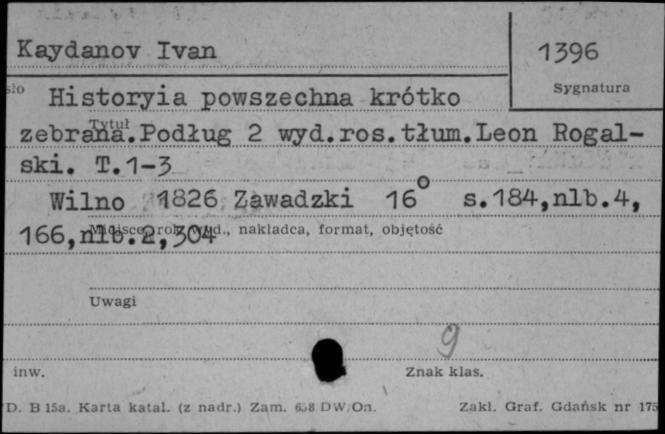 Kaydanov Ivan
1396
sło
Sygnatura
Historyia powszechna krótko
Tytuł
zebrana.Podług 2 wyd.ros.tłum.Leon Rogal-
ski. T.1-3
Wilno 1826 Zawadzki 16° s.184,nlb.4,
166,nlb.2,304
Miejsce, rok wyd., nakładca, format, objętość
Uwagi
9
inw.
Znak klas.
D. B 15a. Karta katal. (z nadr.) Zam. 658 DW/On.
Zakl. Graf. Gdańsk nr 175